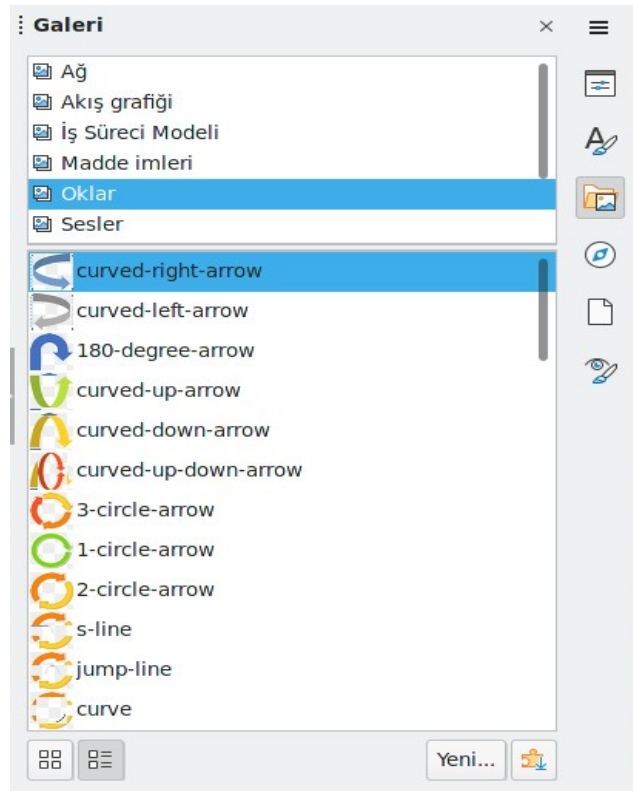 Galeri
Ağ
Akış grafiği
İş Süreci Modeli
Madde imleri
Oklar
Sesler
curved-right-arrow
curved-left-arrow
180-degree-arrow
curved-up-arrow
curved-down-arrow
curved-up-down-arrow
3-circle-arrow
1-circle-arrow
2-circle-arrow
s-line
jump-line
curve
Yeni...